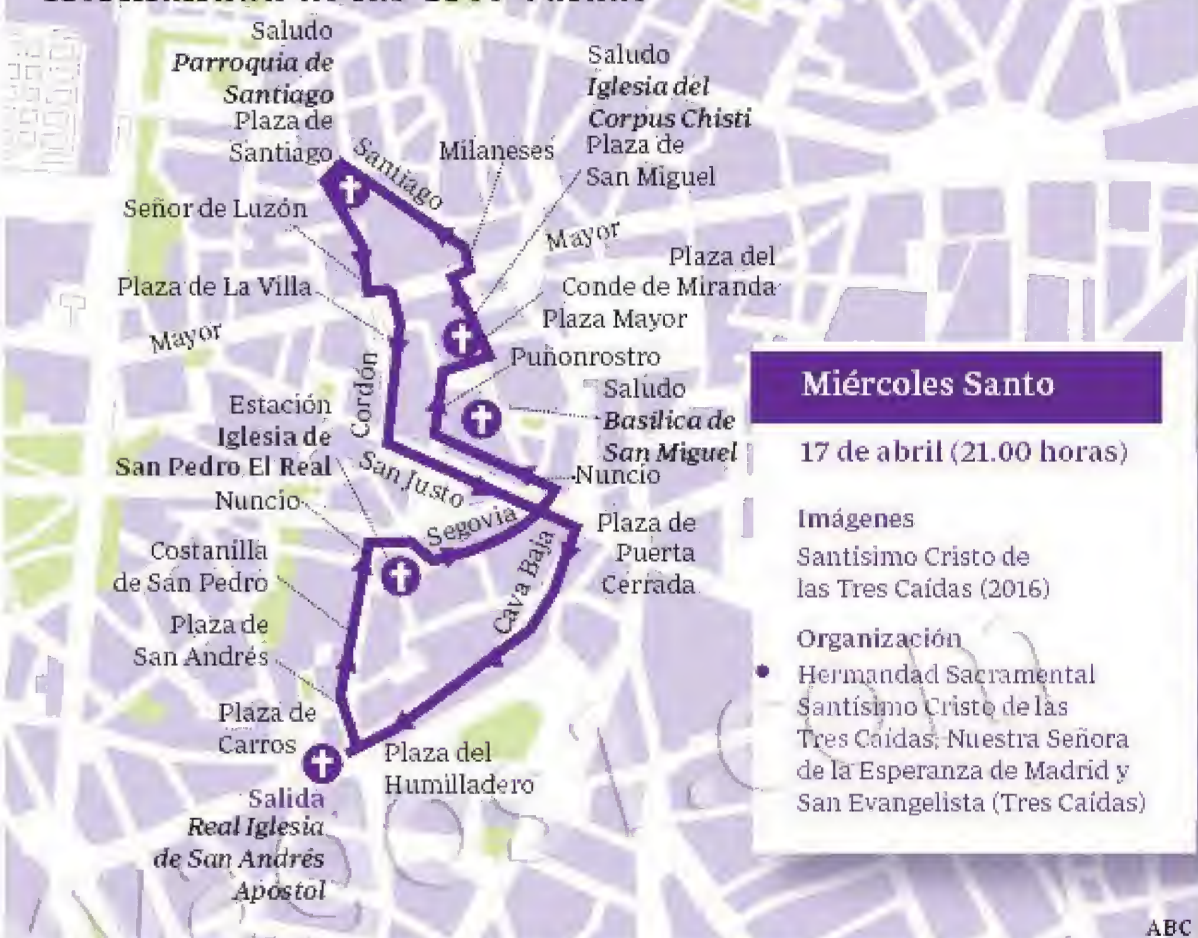 Saludo
Parroquia de
Santiago
Plaza de
Santiago
Santiago
Milaneses
Saludo
Iglesia del
Corpus Chisti
Plaza de
San Miguel
Señor de Luzón
Mayor
Plaza del
Conde de Miranda
Plaza de La Villa
Plaza Mayor
Mayor
Puñonrostro
Cordón
Saludo
Basílica de
San Miguel
Estación
Iglesia de
San Pedro El Real
San Justo
Nuncio
Nuncio
Segovia
Plaza de
Puerta
Cerrada
Costanilla
de San Pedro
Cava Baja
Plaza de
San Andrés
Plaza de
Carros
Plaza del
Humilladero
Salida
Real Iglesia
de San Andrés
Apóstol
Miércoles Santo
17 de abril (21.00 horas)
Imágenes
Santísimo Cristo de
las Tres Caídas (2016)
Organización
Hermandad Sacramental
Santísimo Cristo de las
Tres Caídas, Nuestra Señora
de la Esperanza de Madrid y
San Evangelista (Tres Caídas)
ABC